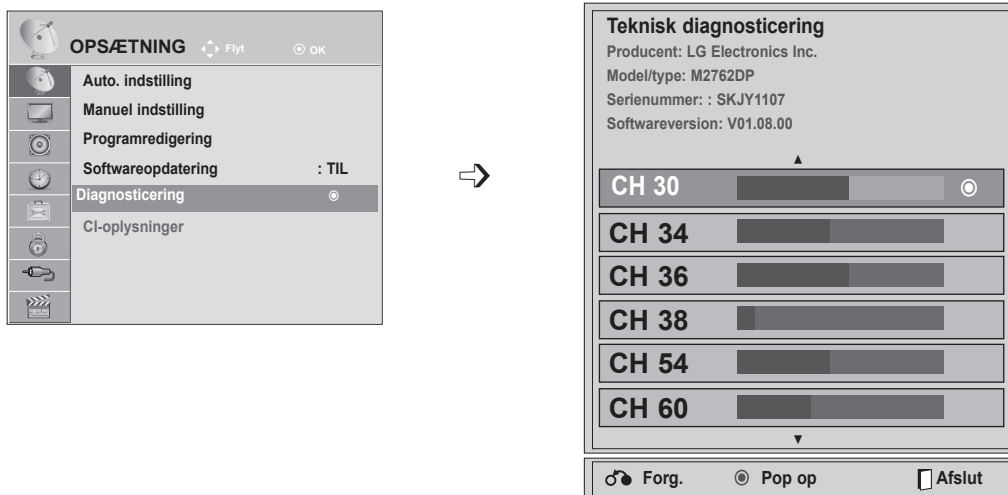 OPSÆTNING Flyt OK
Auto. indstilling
Manuel indstilling
Programredigering
Softwareopdatering : TIL
Diagnosticering
CI-oplysninger
Teknisk diagnosticering
Producent: LG Electronics Inc.
Model/type: M2762DP
Serienummer: : SKJY1107
Softwareversion: V01.08.00
CH 30
CH 34
CH 36
CH 38
CH 54
CH 60
Forg. Pop op Afslut